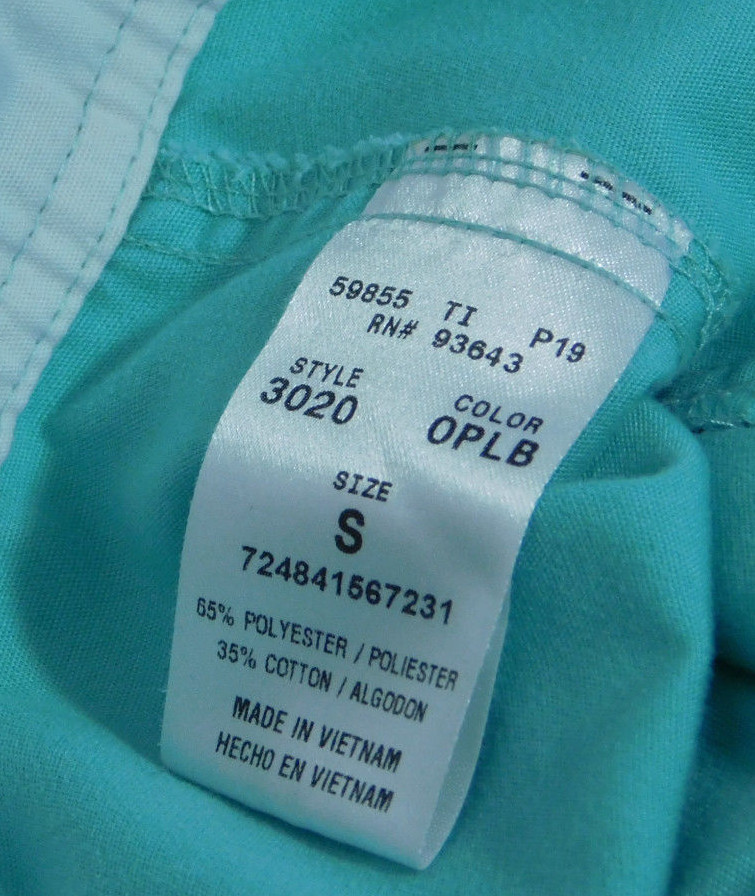 59855 TI P19
RN# 93643
STYLE COLOR
3020 OPLB
SIZE
S
724841567231
65% POLYESTER / POLIESTER
35% COTTON / ALGODON
MADE IN VIETNAM
HECHO EN VIETNAM